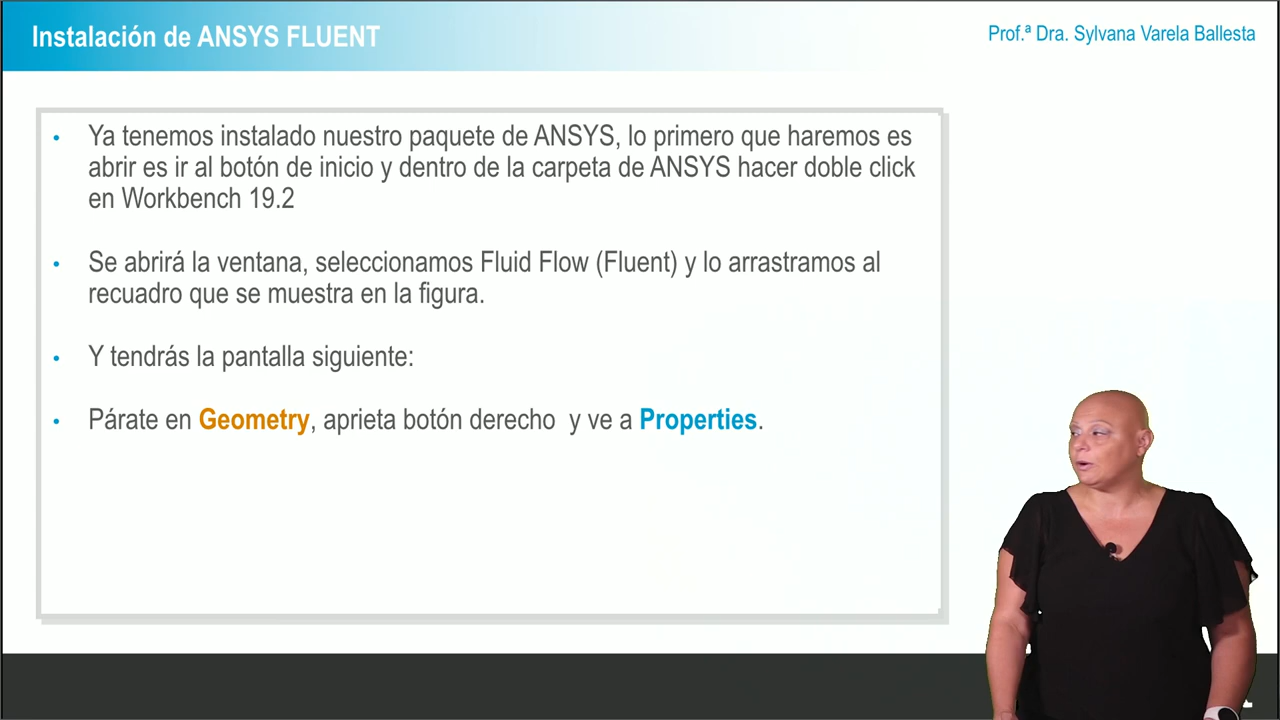 Instalación de ANSYS FLUENT
Prof.ª Dra. Sylvana Varela Ballesta
• Ya tenemos instalado nuestro paquete de ANSYS, lo primero que haremos es
abrir es ir al botón de inicio y dentro de la carpeta de ANSYS hacer doble click
en Workbench 19.2
• Se abrirá la ventana, seleccionamos Fluid Flow (Fluent) y lo arrastramos al
recuadro que se muestra en la figura.
• Y tendrás la pantalla siguiente:
• Párate en Geometry, aprieta botón derecho y ve a Properties.